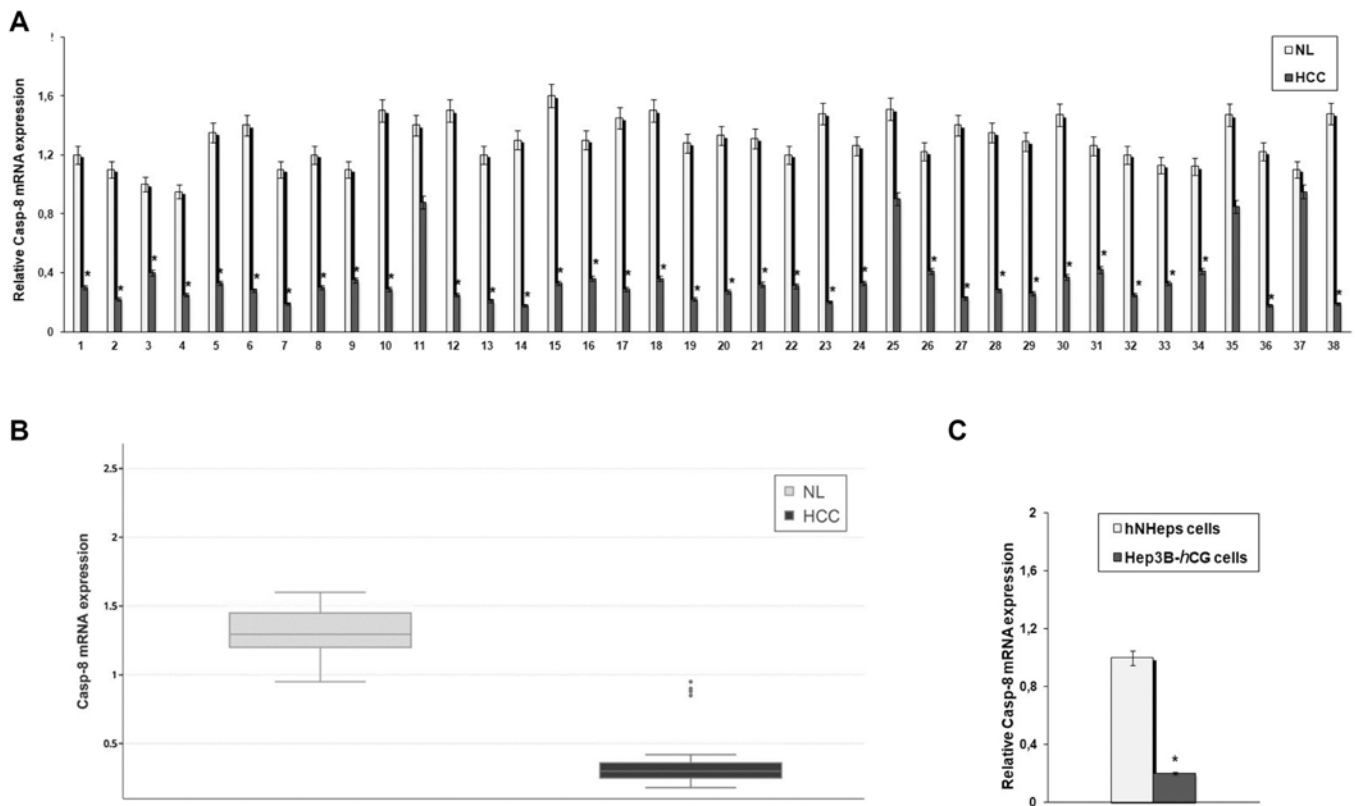 A
Relative Casp-8 mRNA expression
1,6
1,2
0,8
0,4
0
NL
HCC
* * * * * * * * * * * * * * * * * * * * * * * * * * * * * * * * * *
1 2 3 4 5 6 7 8 9 10 11 12 13 14 15 16 17 18 19 20 21 22 23 24 25 26 27 28 29 30 31 32 33 34 35 36 37 38
B
Casp-8 mRNA expression
2.5
2
1.5
1
0.5
NL
HCC
C
Relative Casp-8 mRNA expression
2
1,6
1,2
0,8
0,4
0
hNHeps cells
Hep3B-hCG cells
*